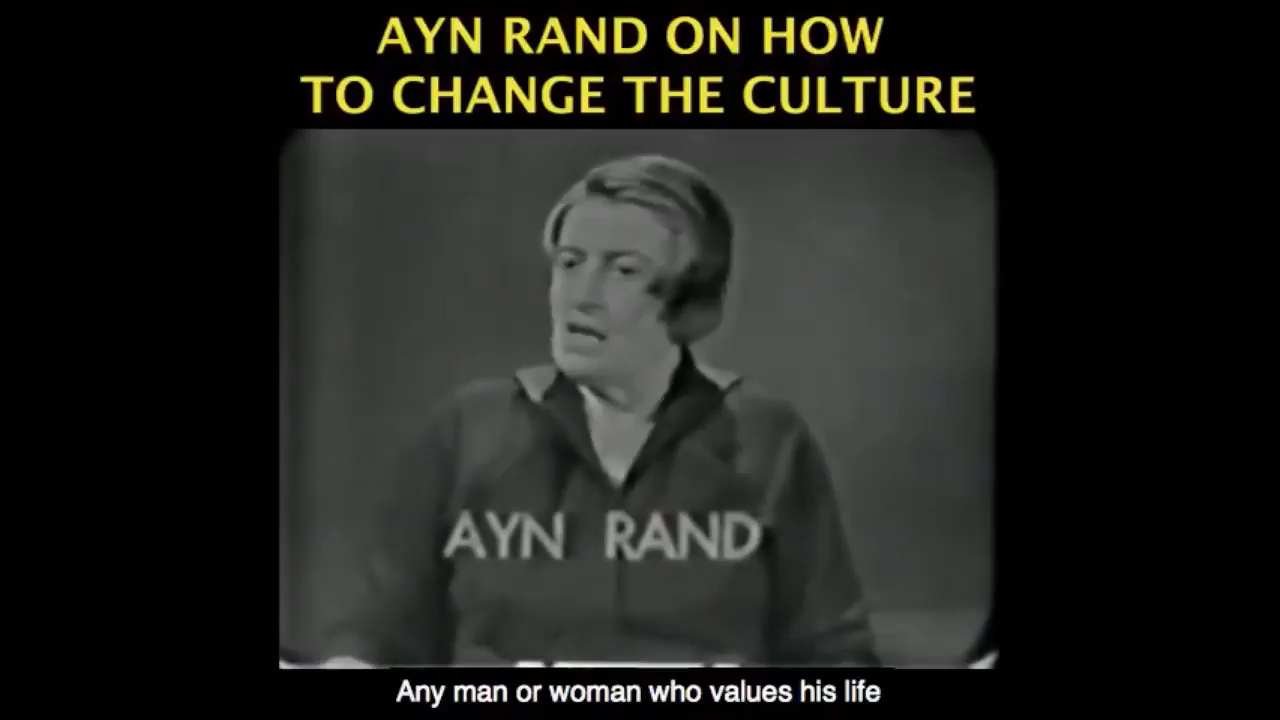 AYN RAND ON HOW
TO CHANGE THE CULTURE
AYN RAND
Any man or woman who values his life